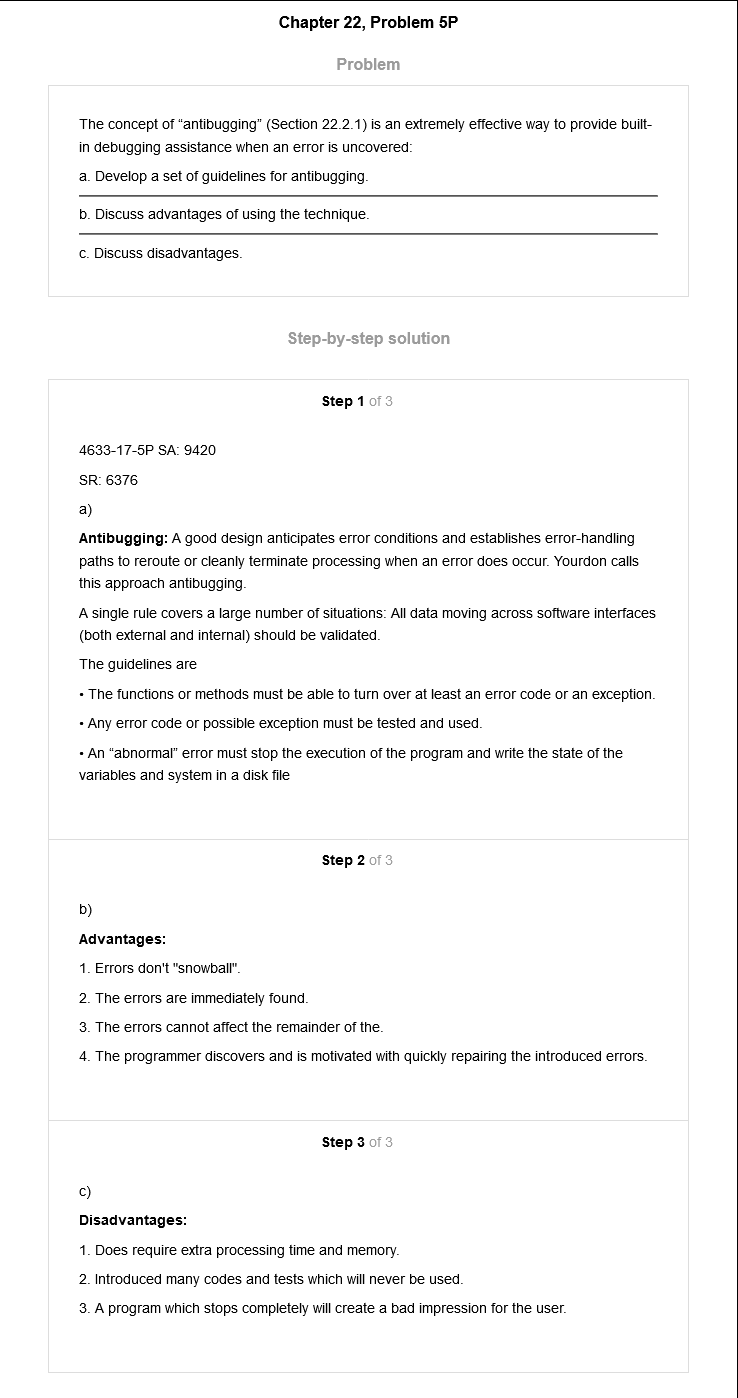 Chapter 22, Problem 5P
Problem
The concept of “antibugging” (Section 22.2.1) is an extremely effective way to provide built-
in debugging assistance when an error is uncovered:
a. Develop a set of guidelines for antibugging.
b. Discuss advantages of using the technique.
c. Discuss disadvantages.
Step-by-step solution
Step 1 of 3
4633-17-5P SA: 9420
SR: 6376
a)
Antibugging: A good design anticipates error conditions and establishes error-handling
paths to reroute or cleanly terminate processing when an error does occur. Yourdon calls
this approach antibugging.
A single rule covers a large number of situations: All data moving across software interfaces
(both external and internal) should be validated.
The guidelines are
• The functions or methods must be able to turn over at least an error code or an exception.
• Any error code or possible exception must be tested and used.
• An “abnormal” error must stop the execution of the program and write the state of the
variables and system in a disk file
Step 2 of 3
b)
Advantages:
1. Errors don't "snowball".
2. The errors are immediately found.
3. The errors cannot affect the remainder of the.
4. The programmer discovers and is motivated with quickly repairing the introduced errors.
Step 3 of 3
c)
Disadvantages:
1. Does require extra processing time and memory.
2. Introduced many codes and tests which will never be used.
3. A program which stops completely will create a bad impression for the user.